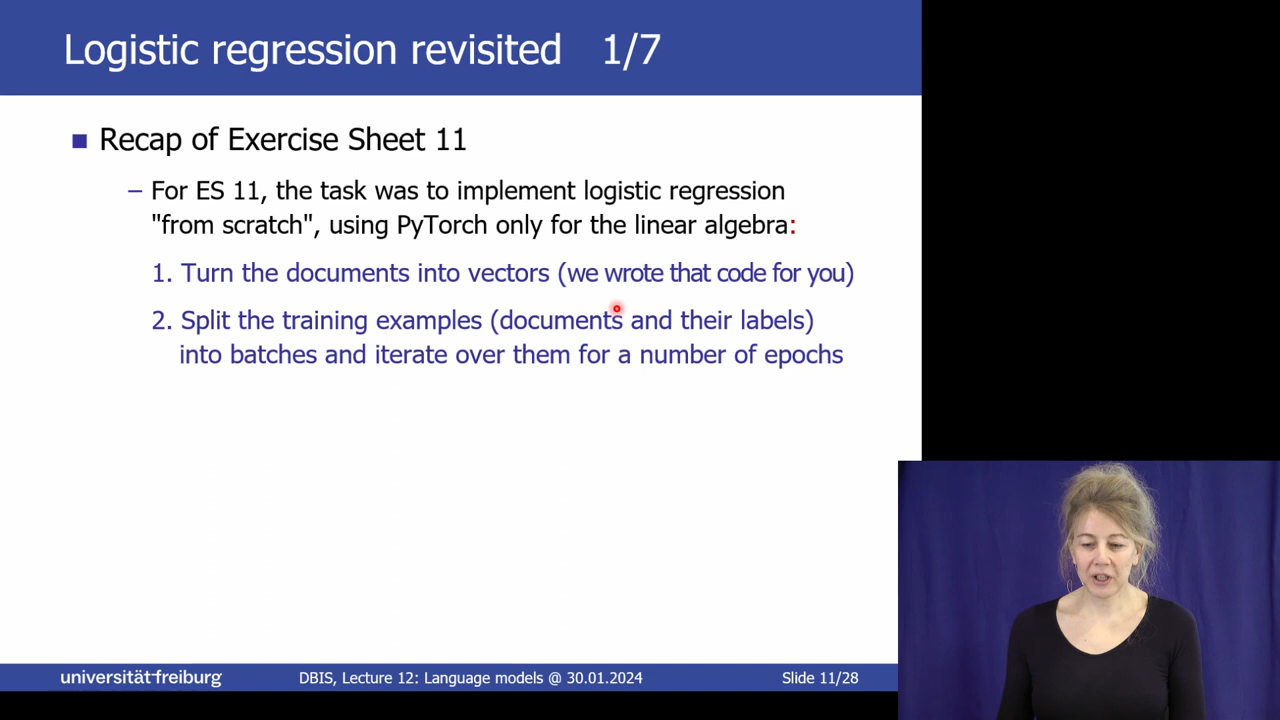 Logistic regression revisited 1/7
Recap of Exercise Sheet 11
– For ES 11, the task was to implement logistic regression
"from scratch", using PyTorch only for the linear algebra:
1. Turn the documents into vectors (we wrote that code for you)
2. Split the training examples (documents and their labels)
into batches and iterate over them for a number of epochs
universität freiburg
DBIS, Lecture 12: Language models @ 30.01.2024
Slide 11/28